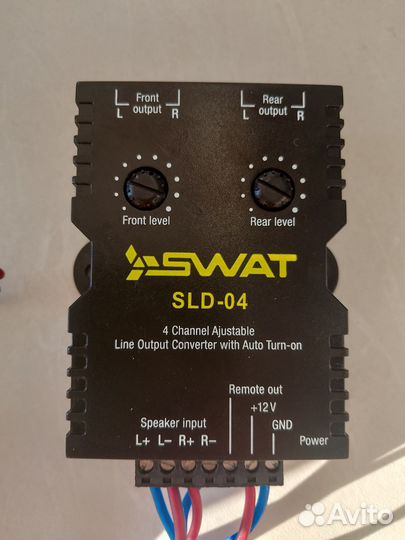 Front output
L R
Rear output
L R
Front level
Rear level
SWAT
SLD-04
4 Channel Ajustable
Line Output Converter with Auto Turn-on
Remote out
+12V
Speaker input
GND
L+ L- R+ R-
Power
Avito